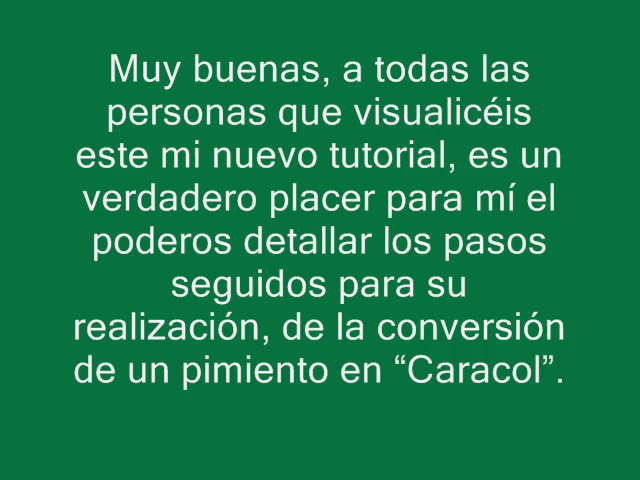 Muy buenas, a todas las
personas que visualicéis
este mi nuevo tutorial, es un
verdadero placer para mí el
poderos detallar los pasos
seguidos para su
realización, de la conversión
de un pimiento en “Caracol”.